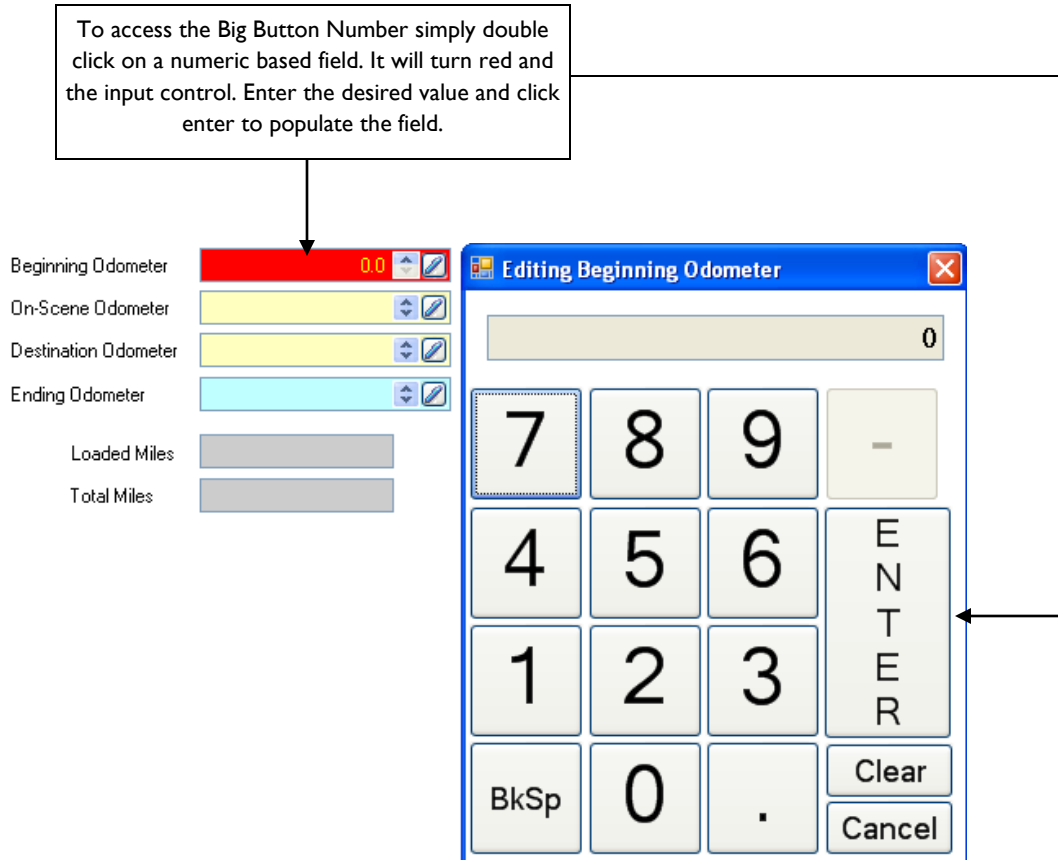 To access the Big Button Number simply double
click on a numeric based field. It will turn red and
the input control. Enter the desired value and click
enter to populate the field.
Beginning Odometer 0.0
On-Scene Odometer
Destination Odometer
Ending Odometer
Loaded Miles
Total Miles
Editing Beginning Odometer
0
7 8 9 -
4 5 6 ENTER
1 2 3
BkSp 0 . Clear
Cancel